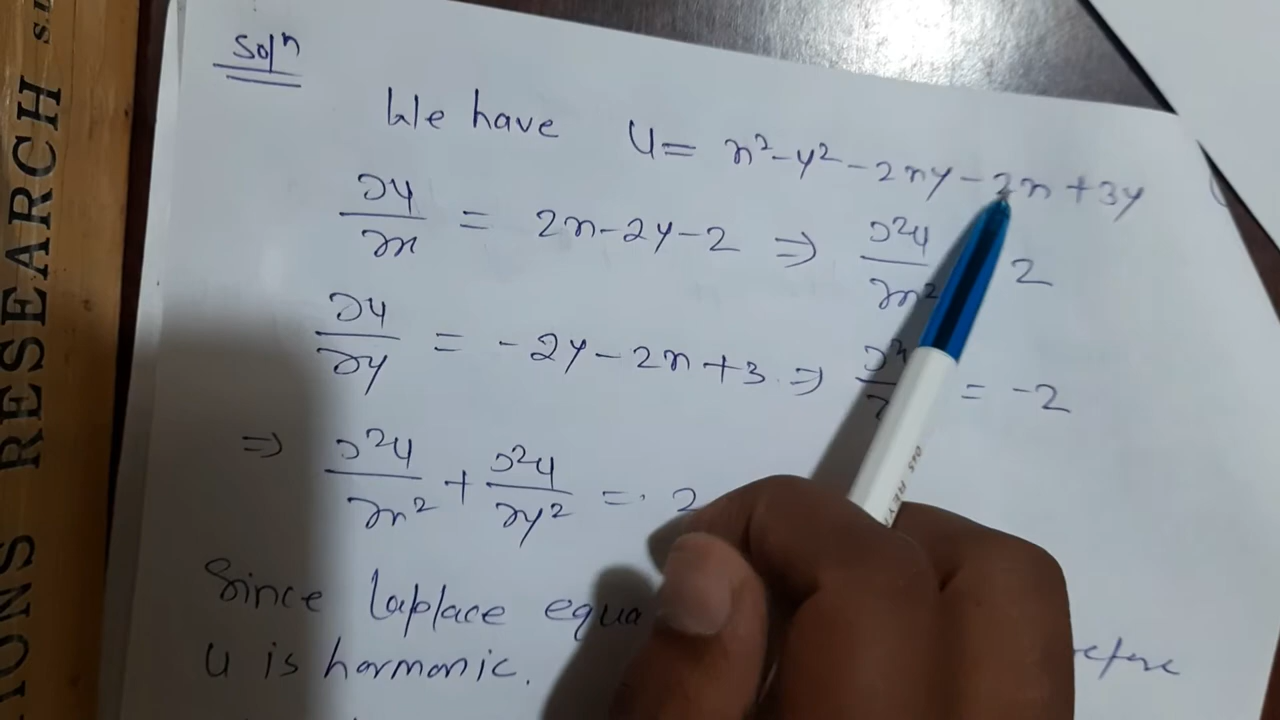 Solⁿ
We have u = x² - y² - 2xy - 2x + 3y
∂u/∂x = 2x - 2y - 2 ⇒ ∂²u/∂x² 2
∂u/∂y = -2y - 2x + 3 ⇒ = -2
⇒ ∂²u/∂x² + ∂²u/∂y² = 2
Since Laplace equa
u is harmonic.
RESEARCH